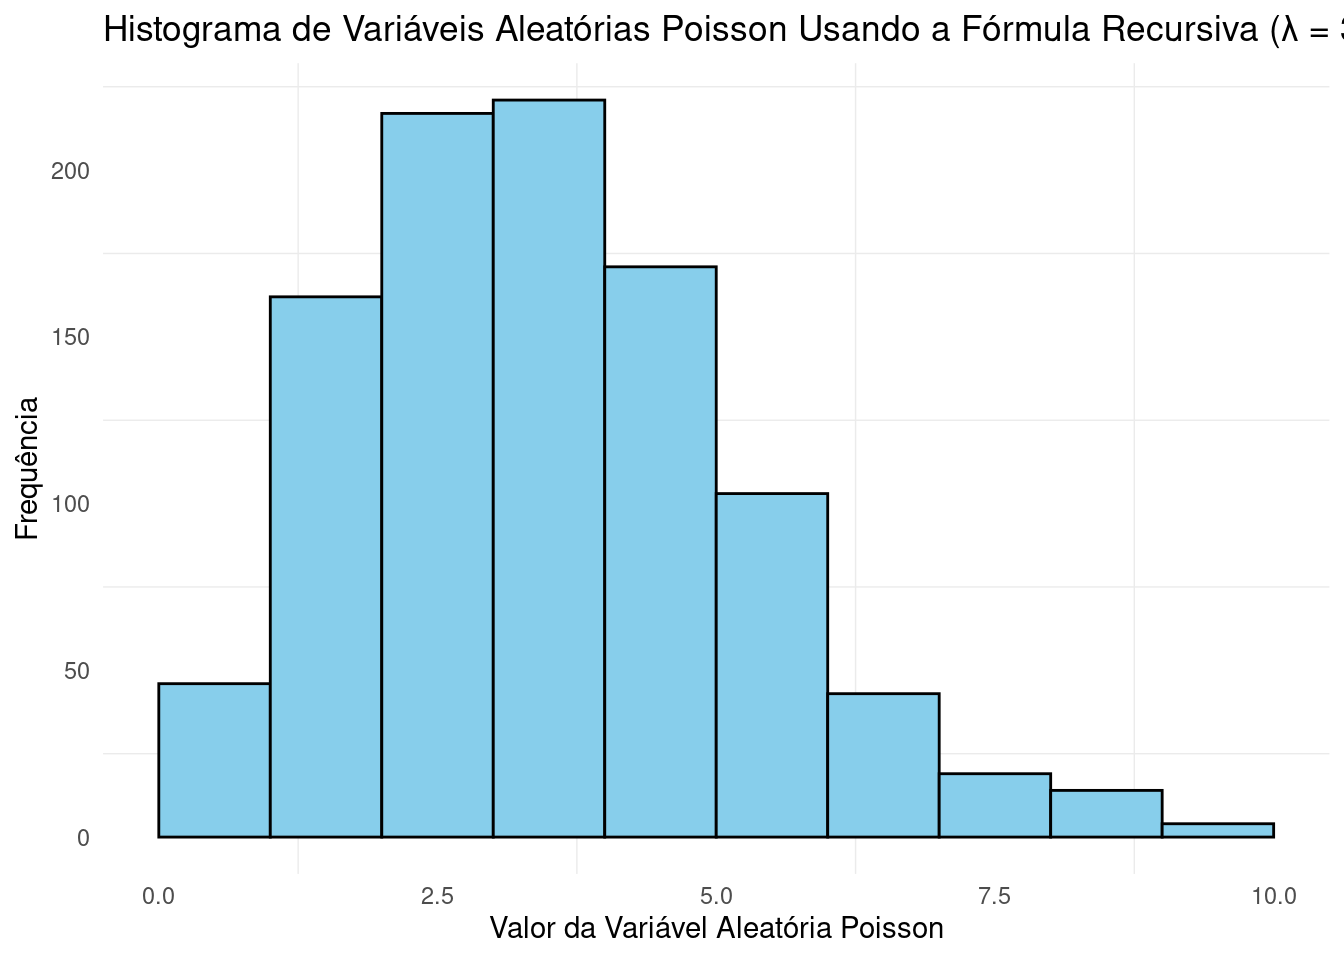 Histograma de Variáveis Aleatórias Poisson Usando a Fórmula Recursiva (λ =
Frequência
200
150
100
50
0
0.0 2.5 5.0 7.5 10.0
Valor da Variável Aleatória Poisson